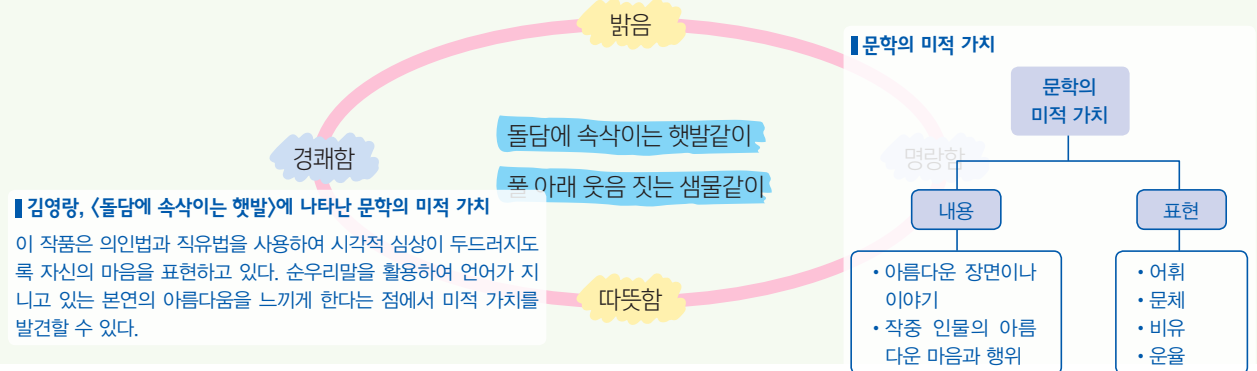 밝음
경쾌함
돌담에 속삭이는 햇발같이
풀 아래 웃음 짓는 샘물같이
명랑함
따뜻함
김영랑, 〈돌담에 속삭이는 햇발〉에 나타난 문학의 미적 가치
이 작품은 의인법과 직유법을 사용하여 시각적 심상이 두드러지도
록 자신의 마음을 표현하고 있다. 순우리말을 활용하여 언어가 지
니고 있는 본연의 아름다움을 느끼게 한다는 점에서 미적 가치를
발견할 수 있다.
문학의 미적 가치
문학의
미적 가치
내용
• 아름다운 장면이나
이야기
• 작중 인물의 아름
다운 마음과 행위
표현
• 어휘
• 문체
• 비유
• 운율